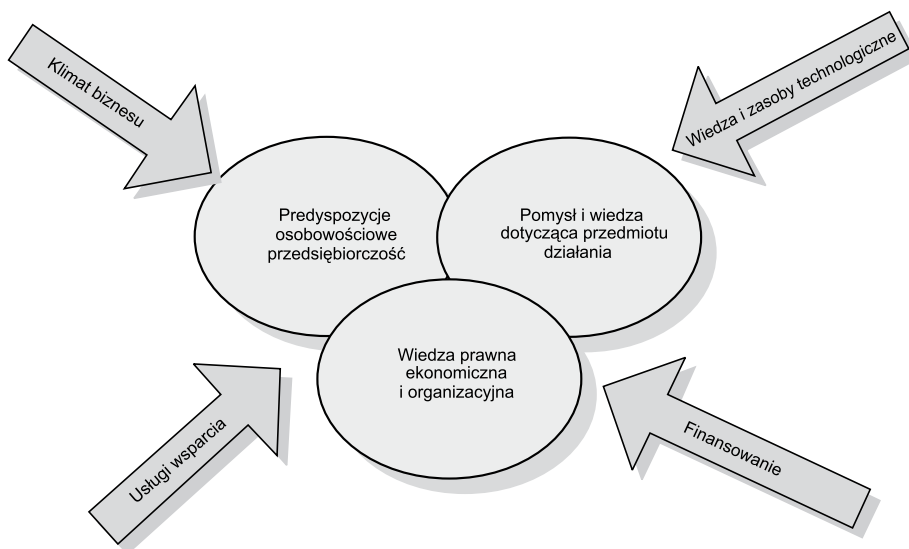 Klimat biznesu
Wiedza i zasoby technologiczne
Predyspozycje
osobowościowe
przedsiębiorczość
Pomysł i wiedza
dotycząca przedmiotu
działania
Wiedza prawna
ekonomiczna
i organizacyjna
Usługi wsparcia
Finansowanie